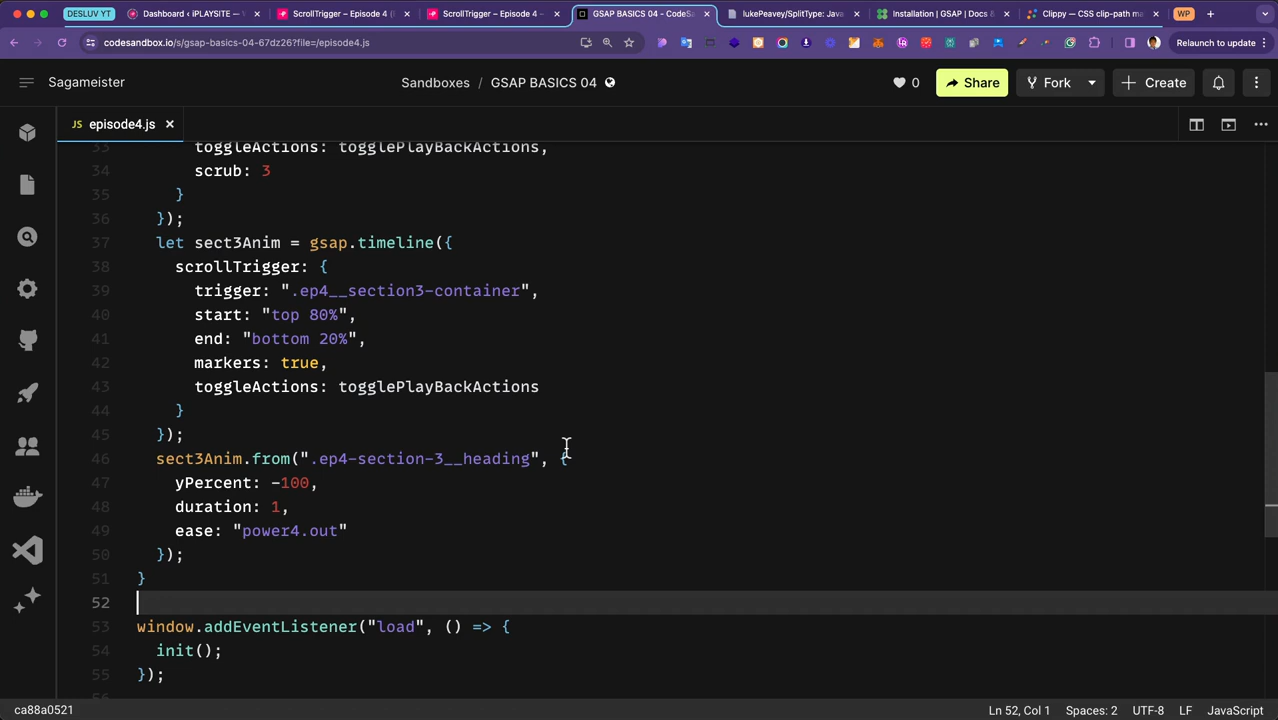 DESLUV YT
Dashboard ‹ iPLAYSITE — 
ScrollTrigger – Episode 4 (
ScrollTrigger – Episode 4 –
GSAP BASICS 04 - CodeSa
lukePeavey/SplitType: Java
Installation | GSAP | Docs &
Clippy — CSS clip-path ma
WP
codesandbox.io/s/gsap-basics-04-67dz26?file=/episode4.js
Relaunch to update
Sagameister
Sandboxes / GSAP BASICS 04
0
Share
Fork
Create
JS episode4.js
33 toggleActions: togglePlayBackActions,
34 scrub: 3
35 }
36 });
37 let sect3Anim = gsap.timeline({
38 scrollTrigger: {
39 trigger: ".ep4__section3-container",
40 start: "top 80%",
41 end: "bottom 20%",
42 markers: true,
43 toggleActions: togglePlayBackActions
44 }
45 });
46 sect3Anim.from(".ep4-section-3__heading", {
47 yPercent: -100,
48 duration: 1,
49 ease: "power4.out"
50 });
51 }
52
53 window.addEventListener("load", () => {
54 init();
55 });
56
ca88a0521
Ln 52, Col 1
Spaces: 2
UTF-8
LF
JavaScript